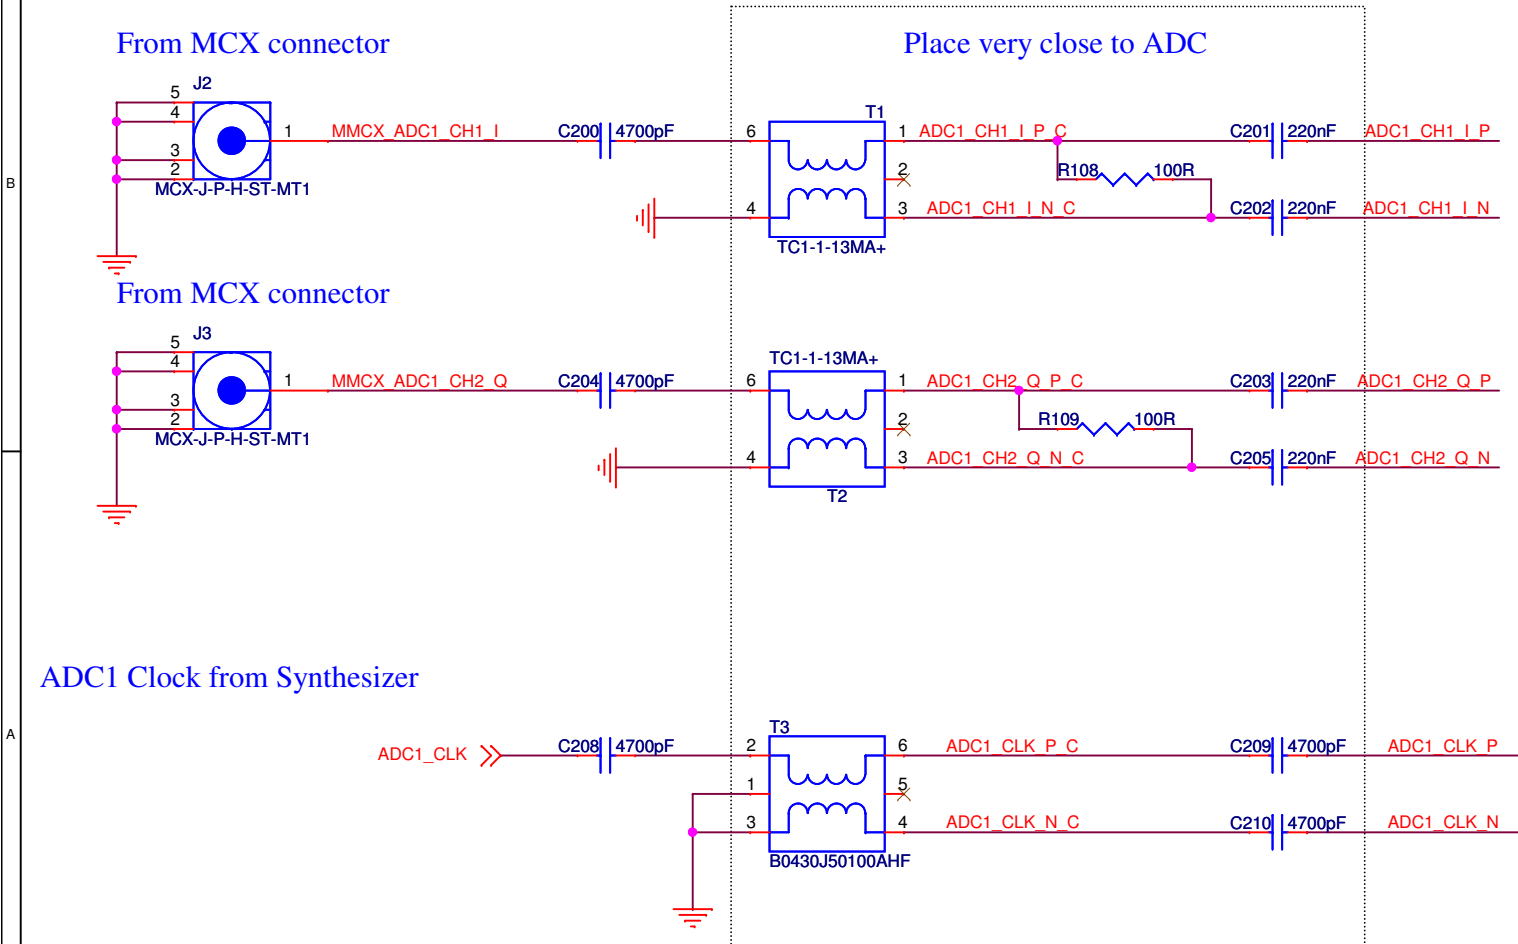 From MCX connector
Place very close to ADC
J2
5
4
3
2
1
MMCX_ADC1_CH1_I
C200
4700pF
MCX-J-P-H-ST-MT1
T1
6
4
1
2
3
TC1-1-13MA+
ADC1_CH1_I_P_C
R108
100R
ADC1_CH1_I_N_C
C201
220nF
ADC1_CH1_I_P
C202
220nF
ADC1_CH1_I_N
B
From MCX connector
J3
5
4
3
2
1
MMCX_ADC1_CH2_Q
C204
4700pF
MCX-J-P-H-ST-MT1
TC1-1-13MA+
6
4
1
2
3
T2
ADC1_CH2_Q_P_C
R109
100R
ADC1_CH2_Q_N_C
C203
220nF
ADC1_CH2_Q_P
C205
220nF
ADC1_CH2_Q_N
ADC1 Clock from Synthesizer
A
ADC1_CLK
C208
4700pF
T3
2
1
3
6
5
4
B0430J50100AHF
ADC1_CLK_P_C
C209
4700pF
ADC1_CLK_P
ADC1_CLK_N_C
C210
4700pF
ADC1_CLK_N